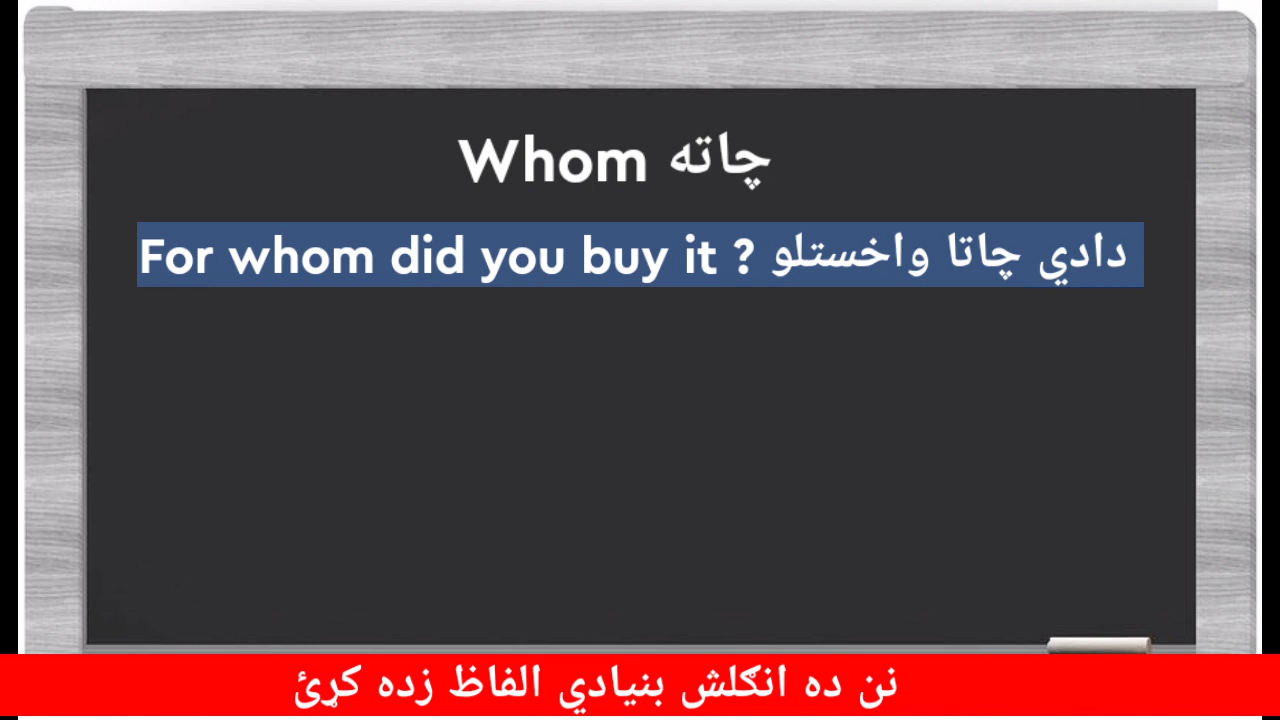 Whom چاته
For whom did you buy it ? دادي چاتا واخستلو
نن ده انګلش بنيادي الفاظ زده کړئ